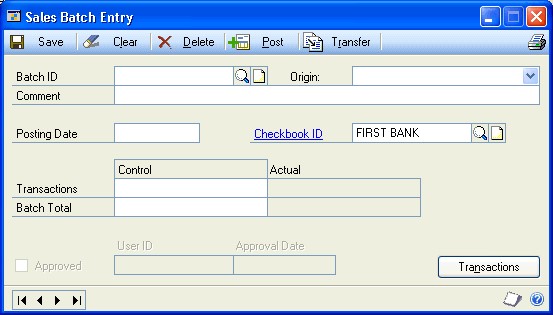 Sales Batch Entry
Save Clear Delete Post Transfer
Batch ID Origin:
Comment
Posting Date Checkbook ID FIRST BANK
Control Actual
Transactions
Batch Total
User ID Approval Date
Approved
Transactions